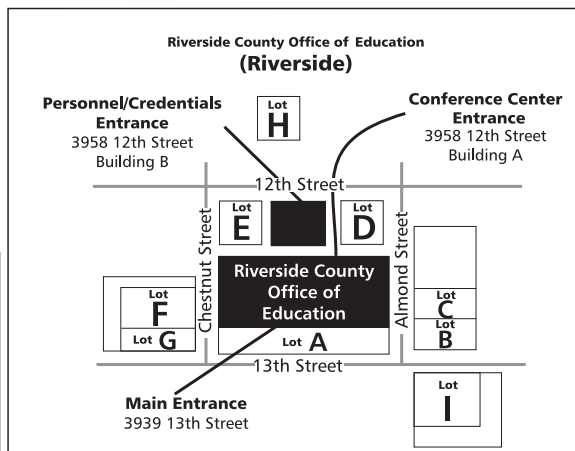 Riverside County Office of Education
(Riverside)
Personnel/Credentials
Entrance
3958 12th Street
Building B
Lot
H
Conference Center
Entrance
3958 12th Street
Building A
12th Street
Lot
E
Lot
D
Chestnut Street
Almond Street
Riverside County
Office of
Education
Lot
F
Lot G
Lot
C
Lot
B
Lot A
13th Street
Main Entrance
3939 13th Street
Lot
I